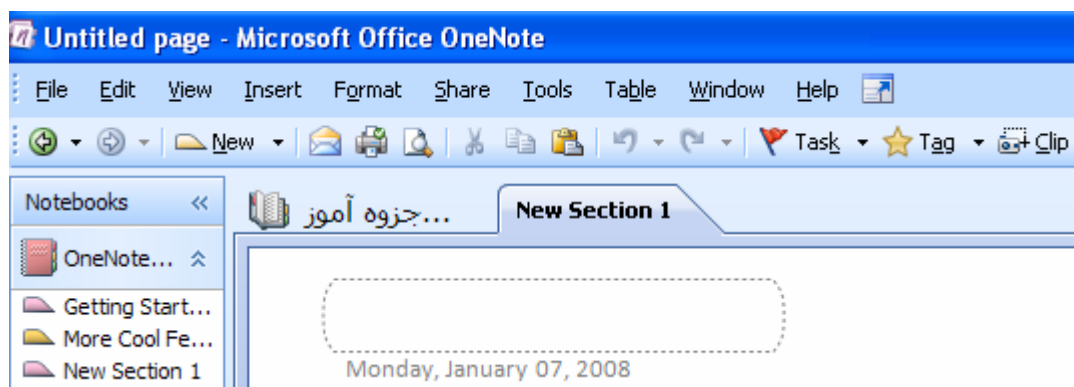 Untitled page - Microsoft Office OneNote
File Edit View Insert Format Share Tools Table Window Help
New Task Tag Clip
Notebooks «
جزوه آموز...
New Section 1
OneNote...
Getting Start...
More Cool Fe...
New Section 1
Monday, January 07, 2008